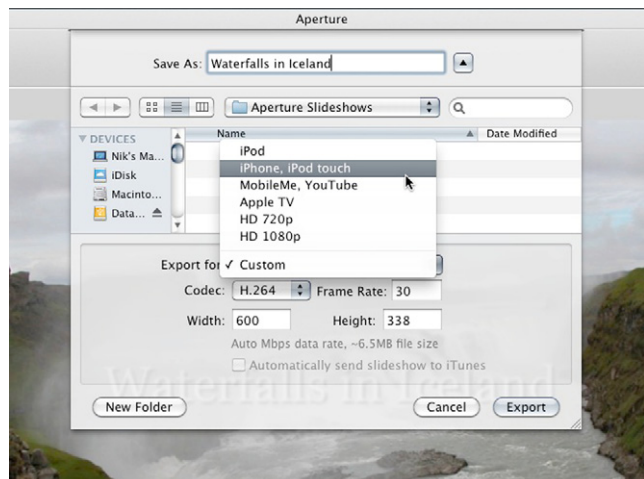 Aperture
Save As: Waterfalls in Iceland
Aperture Slideshows
Name Date Modified
DEVICES
Nik's Ma...
iDisk
Macinto...
Data...
iPod
iPhone, iPod touch
MobileMe, YouTube
Apple TV
HD 720p
HD 1080p
Export for ✓ Custom
Codec: H.264 Frame Rate: 30
Width: 600 Height: 338
Auto Mbps data rate, ~6.5MB file size
Automatically send slideshow to iTunes
Waterfalls in Iceland
New Folder Cancel Export